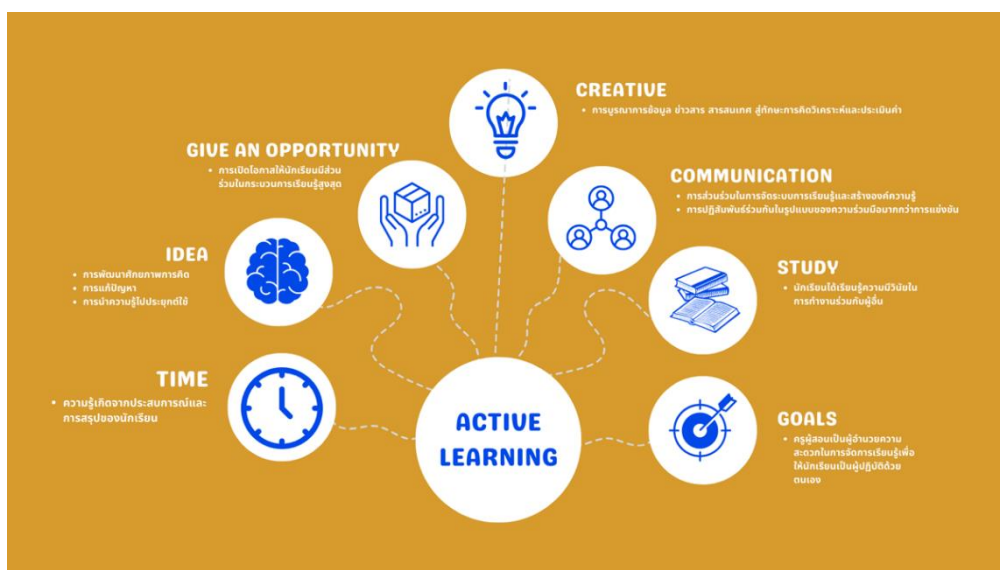 CREATIVE
• การบูรณาการข้อมูล ข่าวสาร สารสนเทศ สู่ทักษะการคิดวิเคราะห์และประเมินค่า
GIVE AN OPPORTUNITY
• การเปิดโอกาสให้นักเรียนมีส่วน
ร่วมในกระบวนการเรียนรู้สูงสุด
COMMUNICATION
• การส่วนร่วมในการจัดระบบการเรียนรู้และสร้างองค์ความรู้
• การปฏิสัมพันธ์ร่วมกันในรูปแบบของความร่วมมือมากกว่าการแข่งขัน
IDEA
• การพัฒนาศักยภาพการคิด
• การแก้ปัญหา
• การนำความรู้ไปประยุกต์ใช้
STUDY
• นักเรียนได้เรียนรู้ความมีวินัยใน
การทำงานร่วมกับผู้อื่น
TIME
• ความรู้เกิดจากประสบการณ์และ
การสรุปของนักเรียน
ACTIVE
LEARNING
GOALS
• ครูผู้สอนเป็นผู้อำนวยความ
สะดวกในการจัดการเรียนรู้เพื่อ
ให้นักเรียนเป็นผู้ปฏิบัติด้วย
ตนเอง